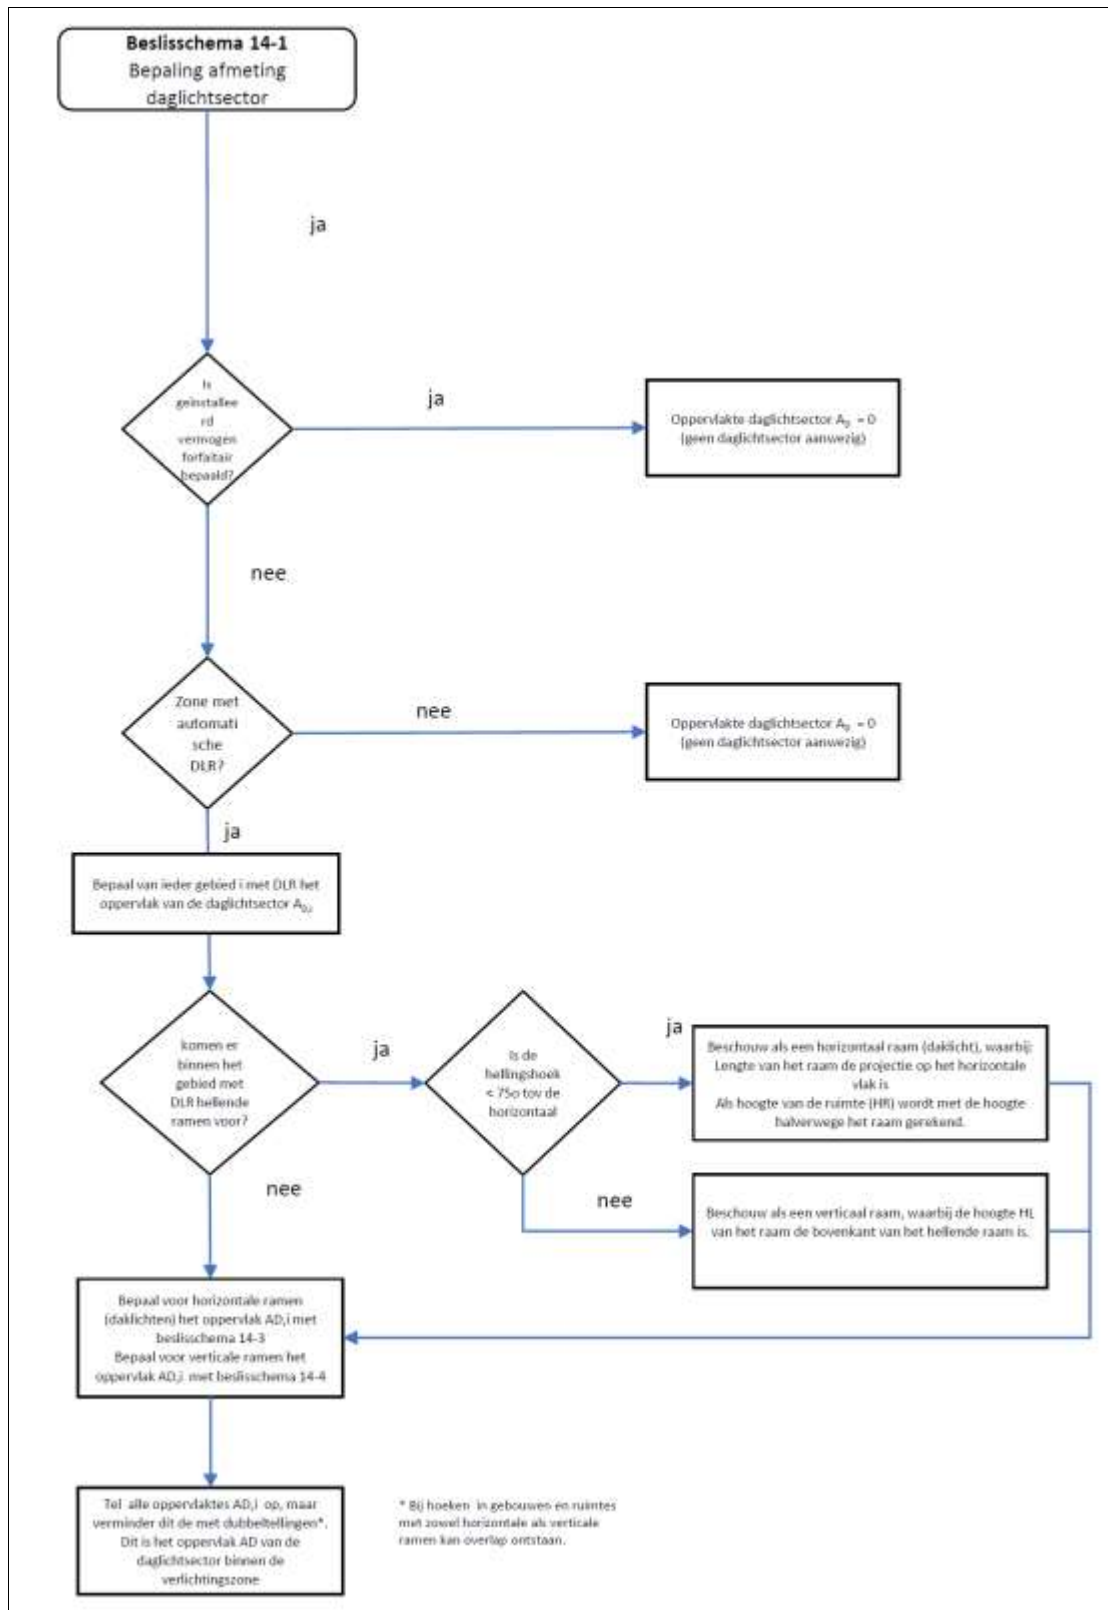 Beslisschema 14-1
Bepaling afmeting
daglichtsector
ja
Is
geïnstallee
rd
vermogen
forfaitair
bepaald?
ja
Oppervlakte daglichtsector A_D = 0
(geen daglichtsector aanwezig)
nee
Zone met
automati
sche
DLR?
nee
Oppervlakte daglichtsector A_D = 0
(geen daglichtsector aanwezig)
ja
Bepaal van ieder gebied i met DLR het
oppervlak van de daglichtsector A_D,i
komen er
binnen het
gebied met
DLR hellende
ramen voor?
ja
Is de
hellingshoek
< 75o tov de
horizontaal
ja
Beschouw als een horizontaal raam (daklicht), waarbij:
Lengte van het raam de projectie op het horizontale
vlak is
Als hoogte van de ruimte (HR) wordt met de hoogte
halverwege het raam gerekend.
nee
nee
Beschouw als een verticaal raam, waarbij de hoogte HL
van het raam de bovenkant van het hellende raam is.
Bepaal voor horizontale ramen
(daklichten) het oppervlak AD,i met
beslisschema 14-3
Bepaal voor verticale ramen het
oppervlak AD,i met beslisschema 14-4
Tel alle oppervlaktes AD,i op, maar
verminder dit de met dubbeltellingen*.
Dit is het oppervlak AD van de
daglichtsector binnen de
verlichtingszone
* Bij hoeken in gebouwen en ruimtes
met zowel horizontale als verticale
ramen kan overlap ontstaan.